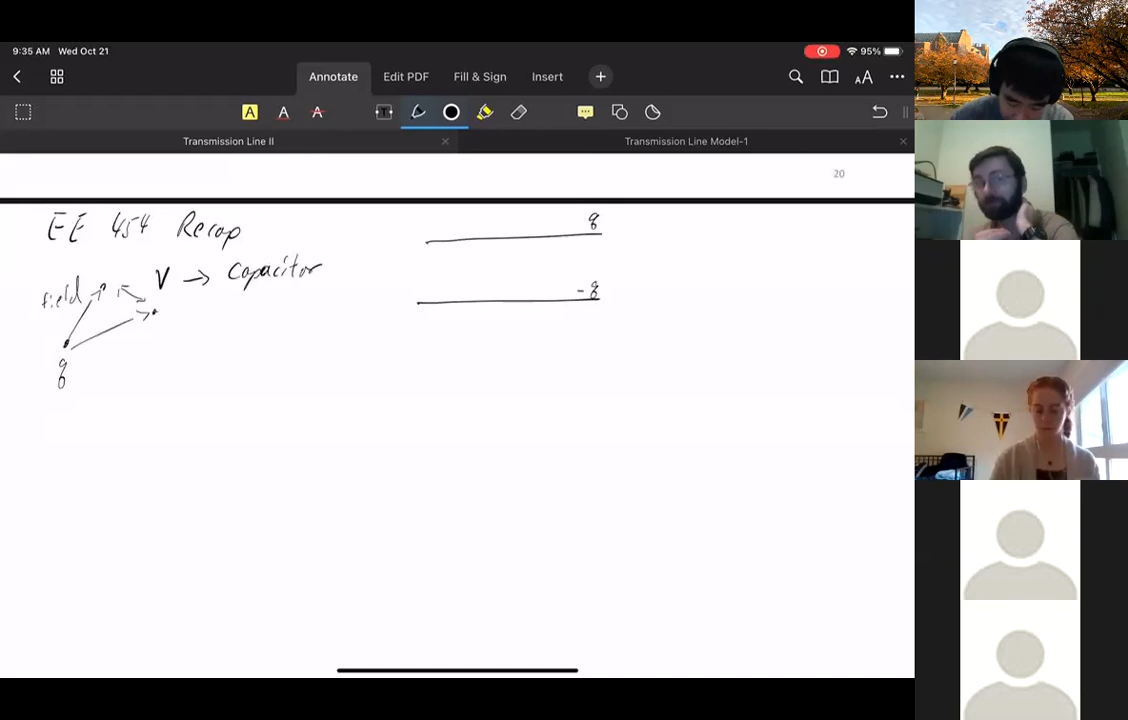 9:35 AM Wed Oct 21
95%
Annotate
Edit PDF
Fill & Sign
Insert
Transmission Line II
Transmission Line Model-1
20
EE 454 Recap
V → Capacitor
field
q
q
-q